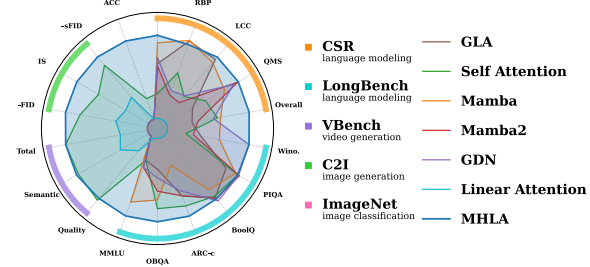 ACC
RBP
–sFID
LCC
IS
QMS
–FID
Overall
Total
Wino.
Semantic
PIQA
Quality
BoolQ
MMLU
ARC-c
OBQA
CSR
language modeling
LongBench
language modeling
VBench
video generation
C2I
image generation
ImageNet
image classification
GLA
Self Attention
Mamba
Mamba2
GDN
Linear Attention
MHLA